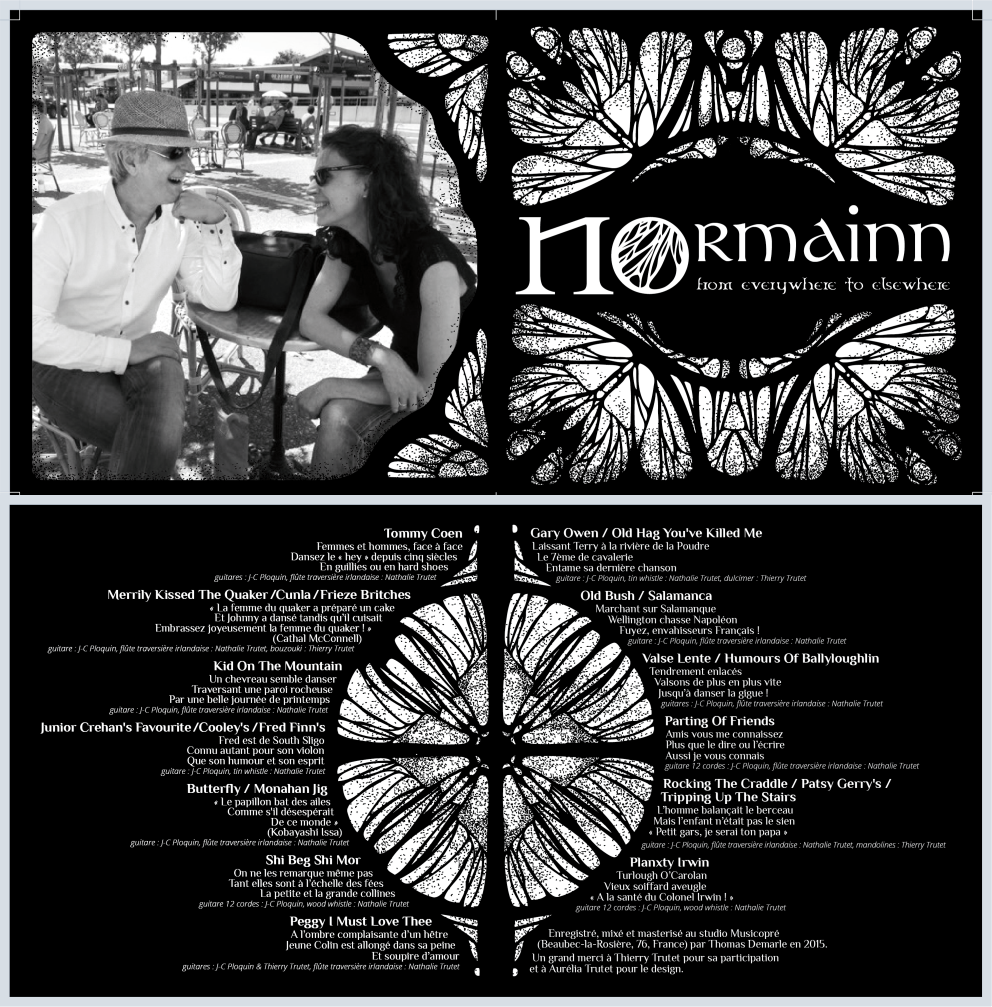 NORmainn
from everywhere to elsewhere
Tommy Coen
Femmes et hommes, face à face
Dansez le « hey » depuis cinq siècles
En guillies ou en hard shoes
guitares : J-C Ploquin, flûte traversière irlandaise : Nathalie Trutet
Merrily Kissed The Quaker /Cunla / Frieze Britches
« La femme du quaker a préparé un cake
Et Johnny a dansé tandis qu'il cuisait
Embrassez joyeusement la femme du quaker ! »
(Cathal McConnell)
guitare : J-C Ploquin, flûte traversière irlandaise : Nathalie Trutet, bouzouki : Thierry Trutet
Kid On The Mountain
Un chevreau semble danser
Traversant une paroi rocheuse
Par une belle journée de printemps
guitare : J-C Ploquin, flûte traversière irlandaise : Nathalie Trutet
Junior Crehan's Favourite /Cooley's /Fred Finn's
Fred est de South Sligo
Connu autant pour son violon
Que son humour et son esprit
guitare : J-C Ploquin, tin whistle : Nathalie Trutet
Butterfly / Monahan Jig
« Le papillon bat des ailes
Comme s'il désespérait
De ce monde »
(Kobayashi Issa)
guitare : J-C Ploquin, flûte traversière irlandaise : Nathalie Trutet
Shi Beg Shi Mor
On ne les remarque même pas
Tant elles sont à l'échelle des fées
La petite et la grande collines
guitare 12 cordes : J-C Ploquin, wood whistle : Nathalie Trutet
Peggy I Must Love Thee
A l'ombre complaisante d'un hêtre
Jeune Colin est allongé dans sa peine
Et soupire d'amour
guitares : J-C Ploquin & Thierry Trutet, flûte traversière irlandaise : Nathalie Trutet
Gary Owen / Old Hag You've Killed Me
Laissant Terry à la rivière de la Poudre
Le 7ème de cavalerie
Entame sa dernière chanson
guitare : J-C Ploquin, tin whistle : Nathalie Trutet, dulcimer : Thierry Trutet
Old Bush / Salamanca
Marchant sur Salamanque
Wellington chasse Napoléon
Fuyez, envahisseurs Français !
guitare : J-C Ploquin, flûte traversière irlandaise : Nathalie Trutet
Valse Lente / Humours Of Ballyloughlin
Tendrement enlacés
Valsons de plus en plus vite
Jusqu'à danser la gigue !
guitares : J-C Ploquin, flûte traversière irlandaise : Nathalie Trutet
Parting Of Friends
Amis vous me connaissez
Plus que le dire ou l'écrire
Aussi je vous connais
guitare 12 cordes : J-C Ploquin, flûte traversière irlandaise : Nathalie Trutet
Rocking The Craddle / Patsy Gerry's /
Tripping Up The Stairs
L'homme balançait le berceau
Mais l'enfant n'était pas le sien
« Petit gars, je serai ton papa »
guitare : J-C Ploquin, flûte traversière irlandaise : Nathalie Trutet, mandolines : Thierry Trutet
Planxty Irwin
Turlough O'Carolan
Vieux soiffard aveugle
« A la santé du Colonel Irwin ! »
guitare 12 cordes : J-C Ploquin, wood whistle : Nathalie Trutet
Enregistré, mixé et masterisé au studio Musicopré
(Beaubec-la-Rosière, 76, France) par Thomas Demarle en 2015.
Un grand merci à Thierry Trutet pour sa participation
et à Aurélia Trutet pour le design.